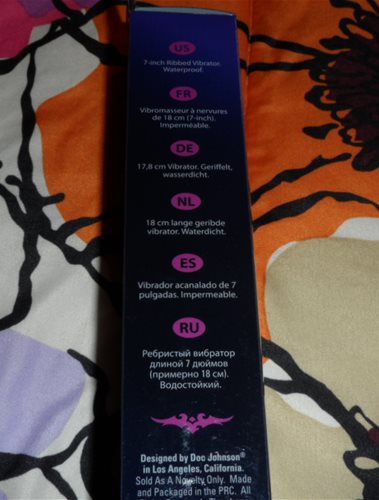 US
7-inch Ribbed Vibrator.
Waterproof.
FR
Vibromasseur à nervures
de 18 cm (7-inch).
Imperméable.
DE
17,8 cm Vibrator. Geriffelt,
wasserdicht.
NL
18 cm lange geribde
vibrator. Waterdicht.
ES
Vibrador acanalado de 7
pulgadas. Impermeable.
RU
Ребристый вибратор
длиной 7 дюймов
(примерно 18 см).
Водостойкий.
Designed by Doc Johnson®
in Los Angeles, California.
Sold As A Novelty Only. Made
and Packaged in the PRC. All